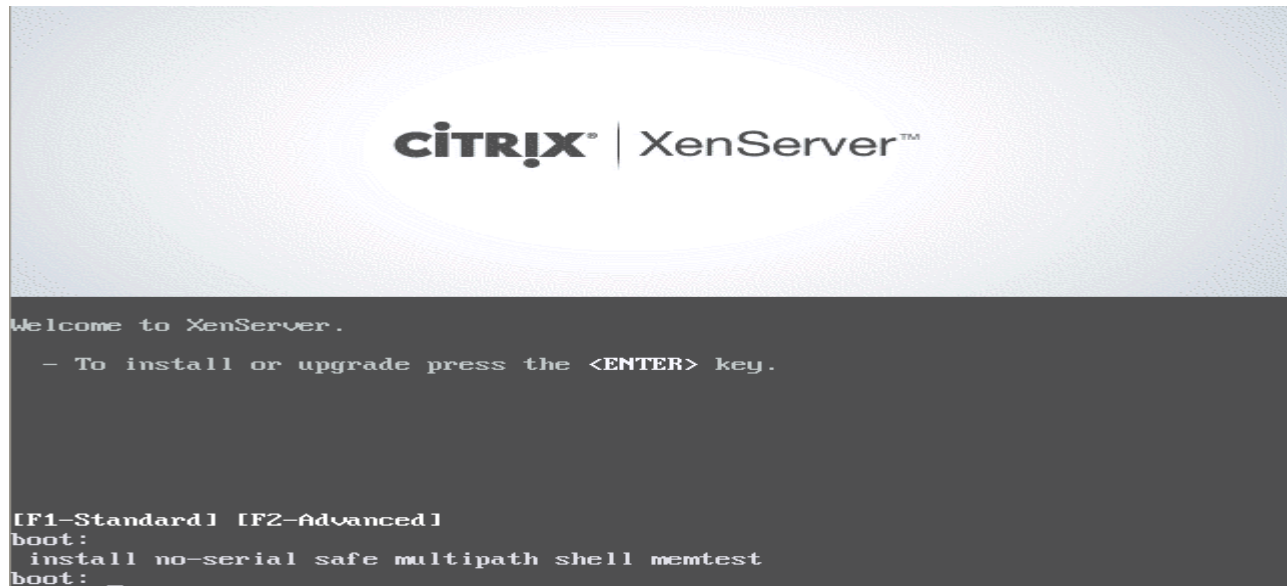 CiTRIX® | XenServer™
Welcome to XenServer.
- To install or upgrade press the <ENTER> key.
[F1-Standard] [F2-Advanced]
boot:
install no-serial safe multipath shell memtest
boot: _